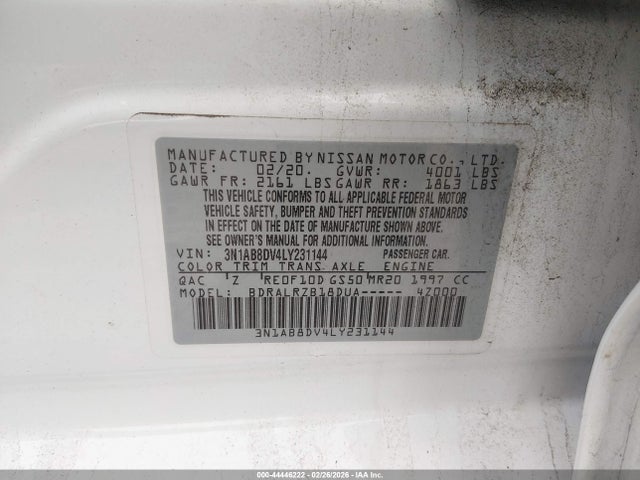 MANUFACTURED BY NISSAN MOTOR CO., LTD.
DATE: 02/20. GVWR: 4001 LBS
GAWR FR: 2161 LBS GAWR RR: 1863 LBS
THIS VEHICLE CONFORMS TO ALL APPLICABLE FEDERAL MOTOR
VEHICLE SAFETY, BUMPER AND THEFT PREVENTION STANDARDS
IN EFFECT ON THE DATE OF MANUFACTURE SHOWN ABOVE.
SEE OWNER'S MANUAL FOR ADDITIONAL INFORMATION.
VIN: 3N1AB8DV4LY231144 PASSENGER CAR.
COLOR TRIM TRANS AXLE ENGINE
QAC 'Z 'RE0F10D GS50'MR20 1997 CC
MODEL: BDRALRZB18DUA----- 4Z000
3N1AB8DV4LY231144
000-44446222 - 02/26/2026 - IAAI.COM